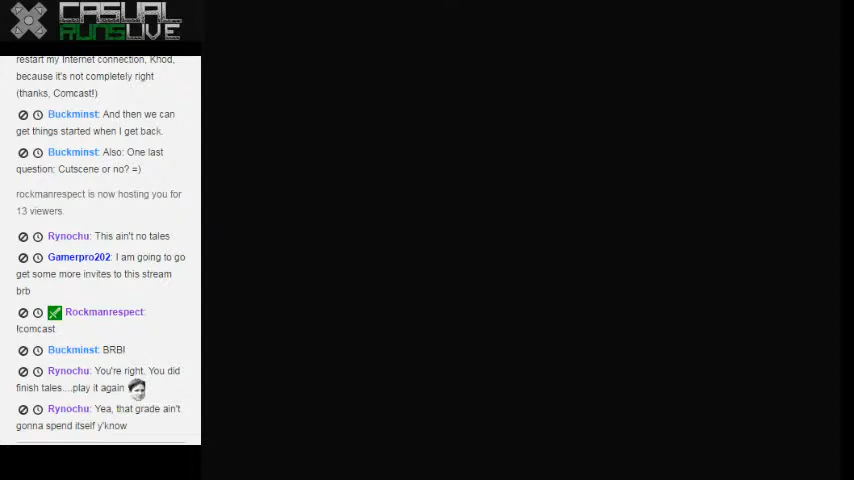 CASUAL
RUNSLIVE
restart my Internet connection, Khod,
because it's not completely right
(thanks, Comcast!)
Buckminst: And then we can
get things started when I get back.
Buckminst: Also: One last
question: Cutscene or no? =)
rockmanrespect is now hosting you for
13 viewers.
Rynochu: This ain't no tales
Gamerpro202: I am going to go
get some more invites to this stream
brb
Rockmanrespect:
!comcast
Buckminst: BRB!
Rynochu: You're right. You did
finish tales....play it again
Rynochu: Yea, that grade ain't
gonna spend itself y'know